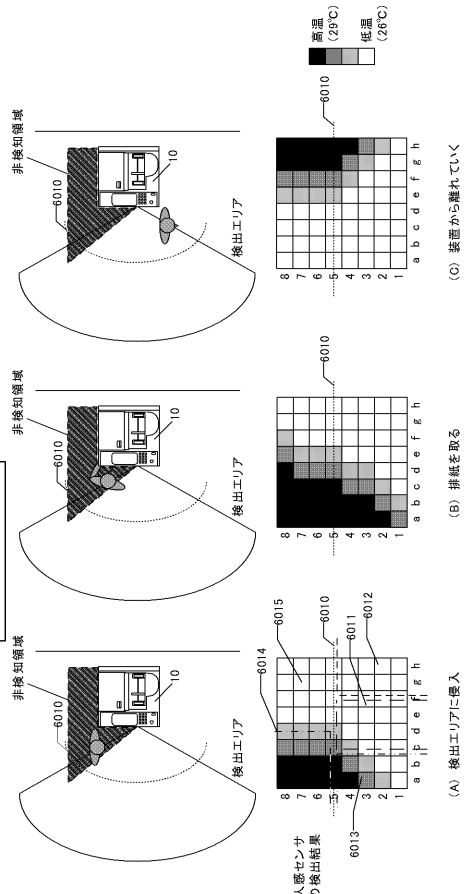 非検知領域
6010
10
検出エリア
非検知領域
6010
10
検出エリア
非検知領域
6010
10
検出エリア
人感センサ
の検出結果
6014
6015
6010
6011
6012
6013
8
7
6
5
4
3
2
1
a b c d e f g h
(A) 検出エリアに侵入
6010
8
7
6
5
4
3
2
1
a b c d e f g h
(B) 排紙を取る
6010
8
7
6
5
4
3
2
1
a b c d e f g h
(C) 装置から離れていく
高温
(29℃)
低温
(26℃)